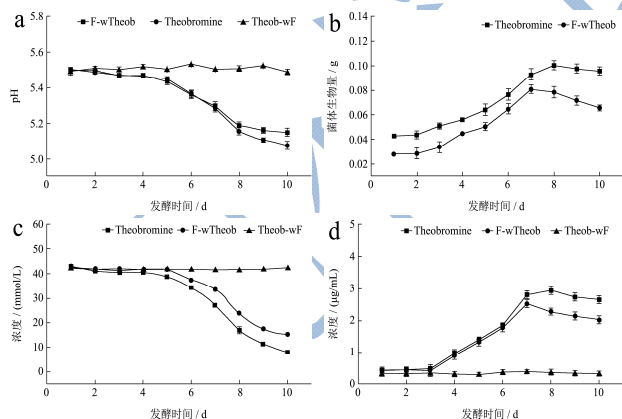 a
F-wTheob Theobromine Theob-wF
5.8
5.6
5.4
5.2
5.0
pH
0 2 4 6 8 10
发酵时间 / d
b
Theobromine F-wTheob
0.14
0.12
0.10
0.08
0.06
0.04
0.02
菌体生物量 / g
0 2 4 6 8 10
发酵时间 / d
c
Theobromine F-wTheob Theob-wF
60
50
40
30
20
10
0
浓度 / (mmol/L)
0 2 4 6 8 10
发酵时间 / d
d
Theobromine F-wTheob Theob-wF
5
4
3
2
1
0
浓度 / (μg/mL)
0 2 4 6 8 10
发酵时间 / d